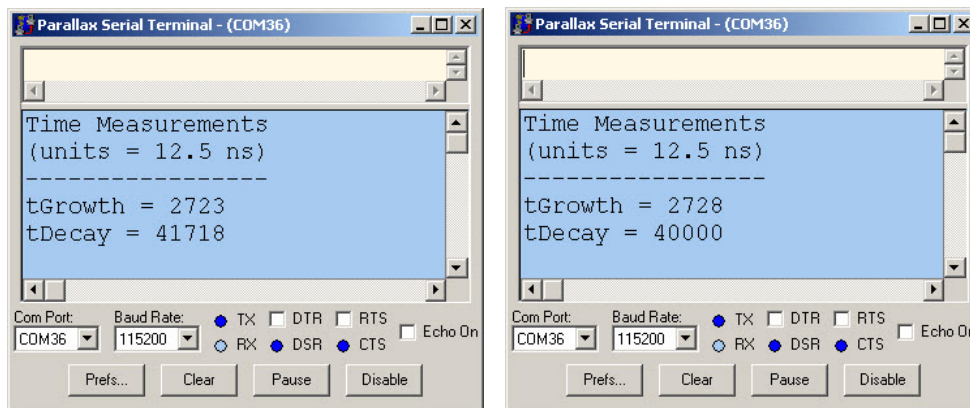 Parallax Serial Terminal - (COM36)
Time Measurements
(units = 12.5 ns)
-----------------
tGrowth = 2723
tDecay = 41718
Com Port:
Baud Rate:
TX DTR RTS
COM36
115200
RX DSR CTS
Echo On
Prefs...
Clear
Pause
Disable
Parallax Serial Terminal - (COM36)
Time Measurements
(units = 12.5 ns)
-----------------
tGrowth = 2728
tDecay = 40000
Com Port:
Baud Rate:
TX DTR RTS
COM36
115200
RX DSR CTS
Echo On
Prefs...
Clear
Pause
Disable